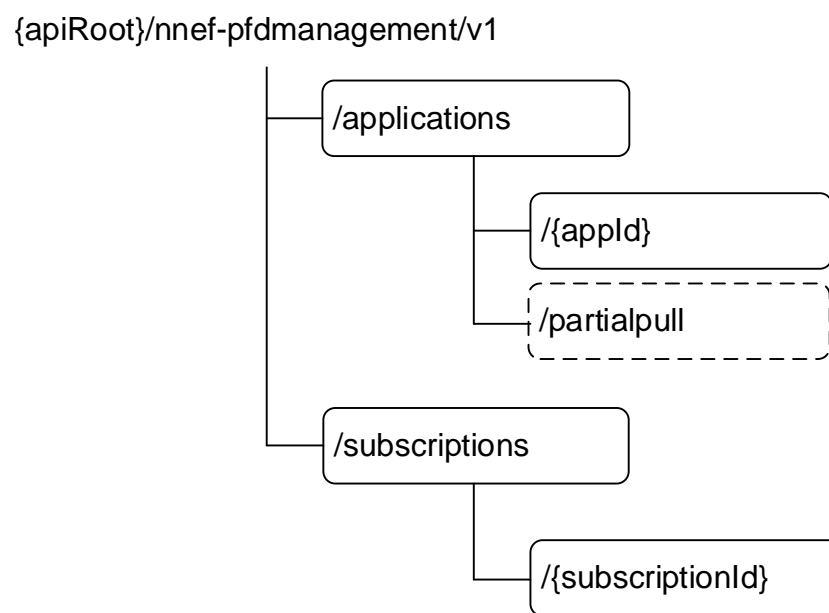 {apiRoot}/nnef-pfdmanagement/v1
/applications
/{appId}
/partialpull
/subscriptions
/{subscriptionId}